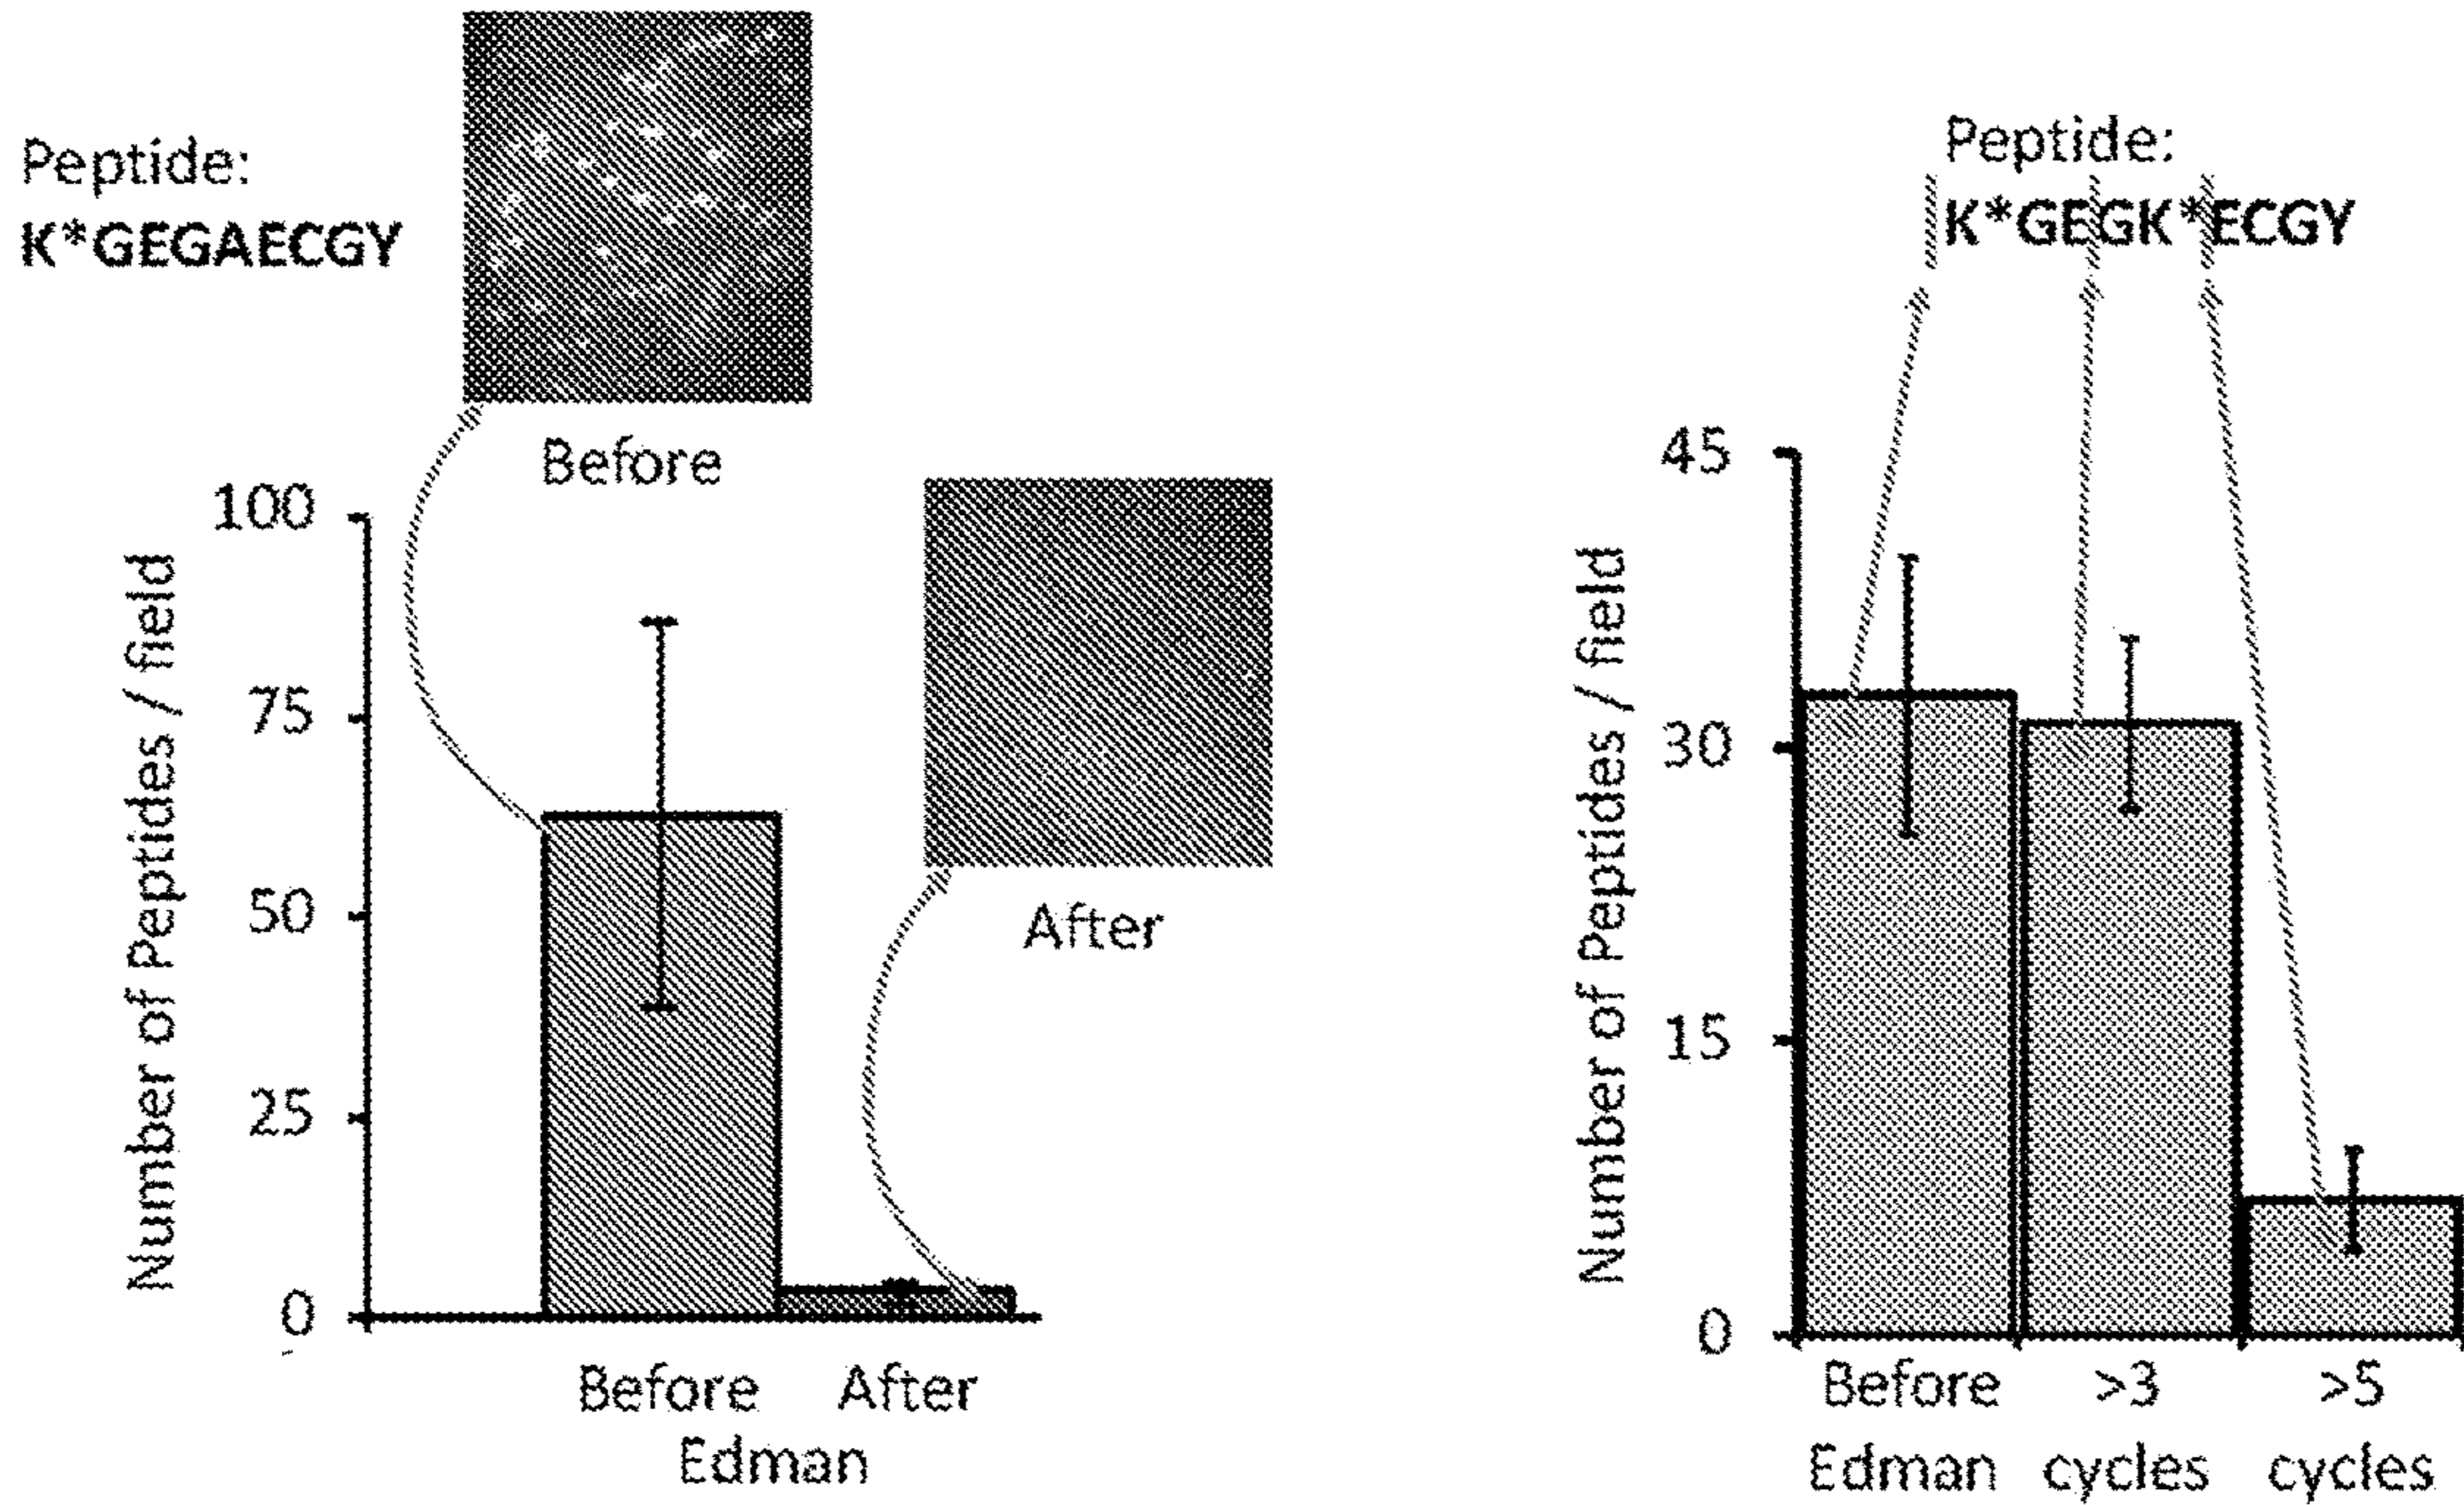 Peptide:
K*GEGAECGY
Before
After
Number of Peptides / field
100
75
50
25
0
Before After
Edman
Peptide:
K*GEGK*ECGY
Number of Peptides / field
45
30
15
0
Before >3 >5
Edman cycles cycles